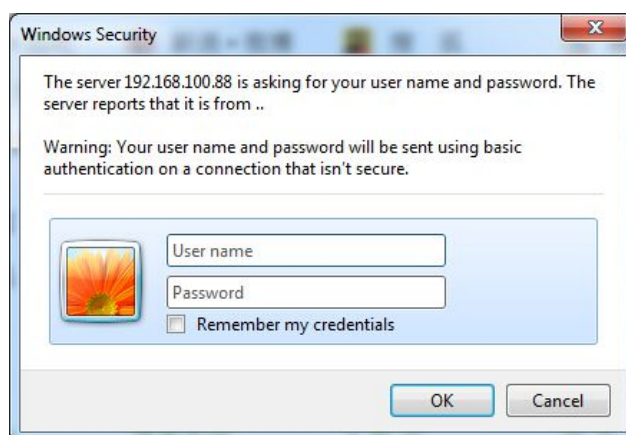 Windows Security
The server 192.168.100.88 is asking for your user name and password. The
server reports that it is from ..
Warning: Your user name and password will be sent using basic
authentication on a connection that isn't secure.
User name
Password
Remember my credentials
OK
Cancel